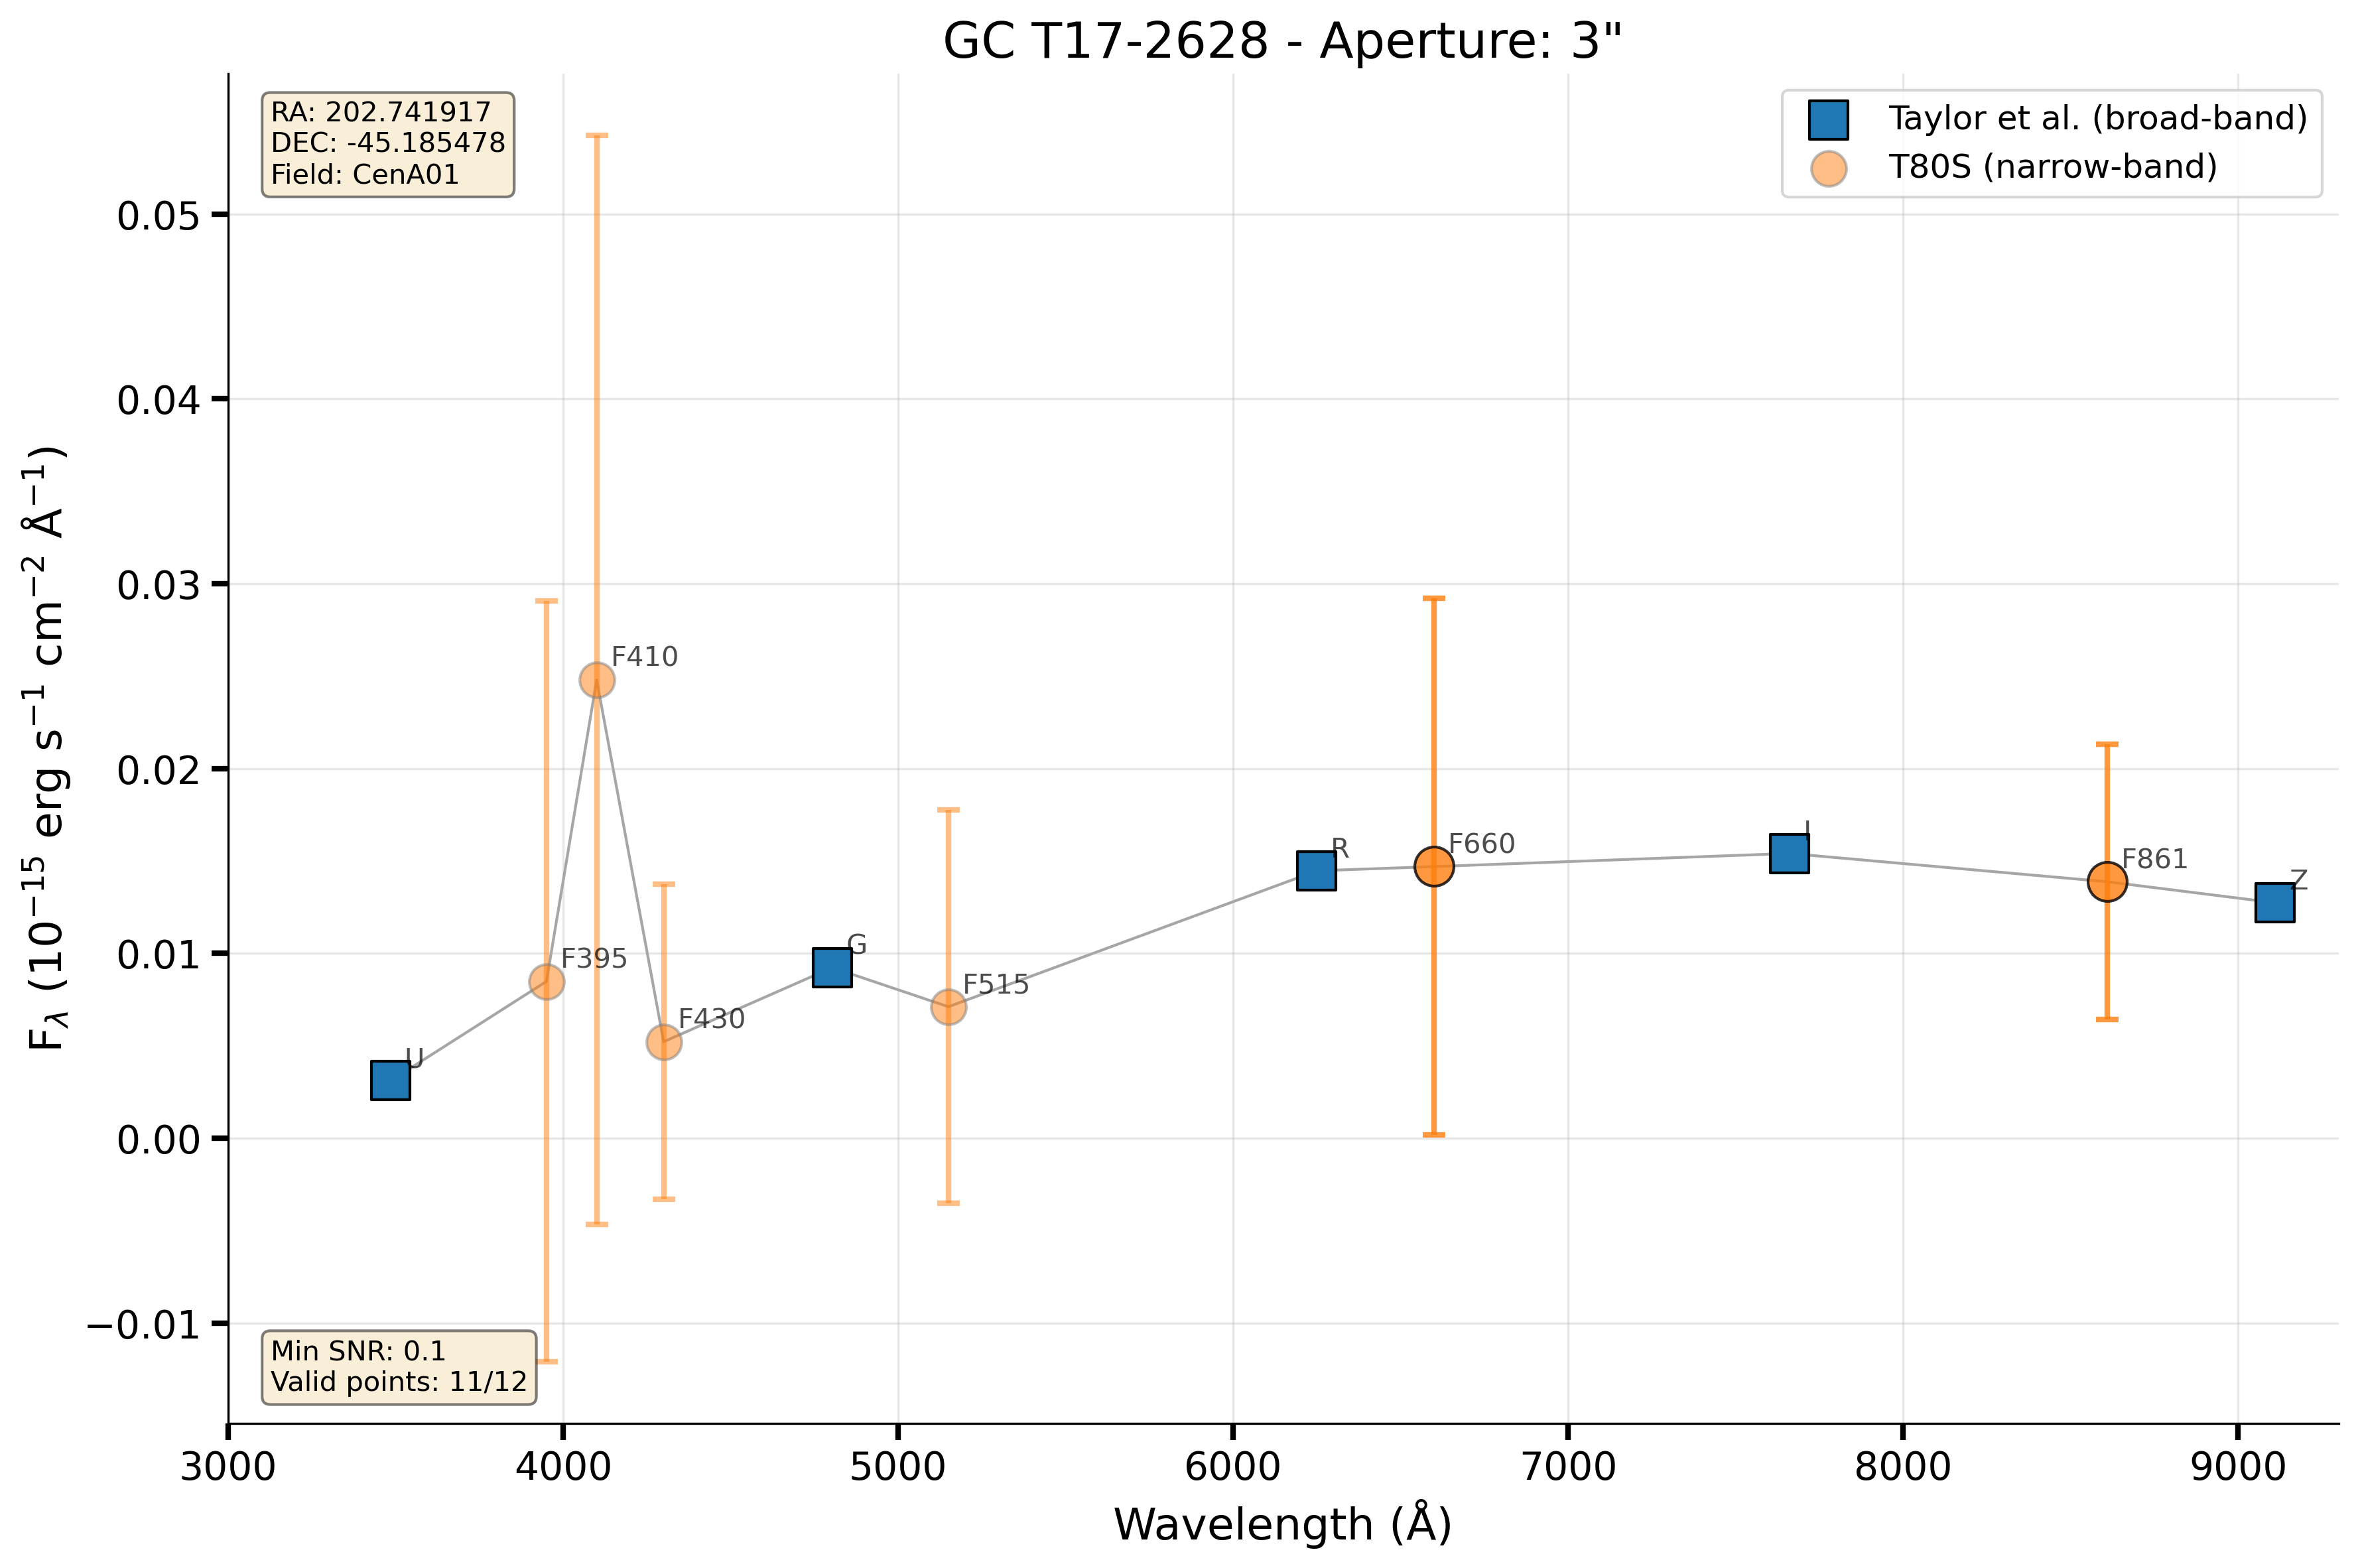 GC T17-2628 - Aperture: 3"
RA: 202.741917
DEC: -45.185478
Field: CenA01
Taylor et al. (broad-band)
T80S (narrow-band)
F_λ (10⁻¹⁵ erg s⁻¹ cm⁻² Å⁻¹)
0.05
0.04
0.03
0.02
0.01
0.00
−0.01
U
F395
F410
F430
G
F515
R
F660
I
F861
Z
Min SNR: 0.1
Valid points: 11/12
3000 4000 5000 6000 7000 8000 9000
Wavelength (Å)